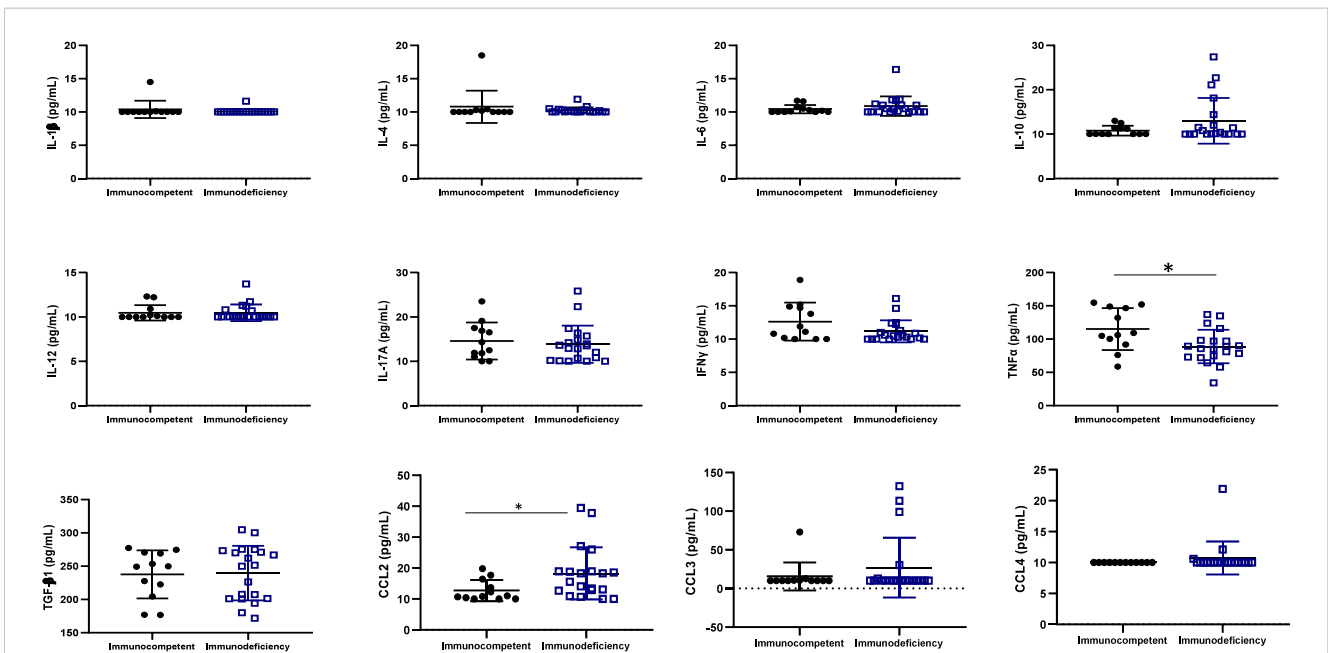 20
15
10
5
0
IL-1β (pg/mL)
Immunocompetent
Immunodeficiency
20
15
10
5
0
IL-4 (pg/mL)
Immunocompetent
Immunodeficiency
20
15
10
5
0
IL-6 (pg/mL)
Immunocompetent
Immunodeficiency
30
20
10
0
IL-10 (pg/mL)
Immunocompetent
Immunodeficiency
15
10
5
0
IL-12 (pg/mL)
Immunocompetent
Immunodeficiency
30
20
10
0
IL-17A (pg/mL)
Immunocompetent
Immunodeficiency
20
15
10
5
0
IFNγ (pg/mL)
Immunocompetent
Immunodeficiency
200
150
100
50
0
TNFα (pg/mL)
*
Immunocompetent
Immunodeficiency
350
300
250
200
150
TGF-β1 (pg/mL)
Immunocompetent
Immunodeficiency
50
40
30
20
10
0
CCL2 (pg/mL)
*
Immunocompetent
Immunodeficiency
150
100
50
0
-50
CCL3 (pg/mL)
Immunocompetent
Immunodeficiency
25
20
15
10
5
0
CCL4 (pg/mL)
Immunocompetent
Immunodeficiency